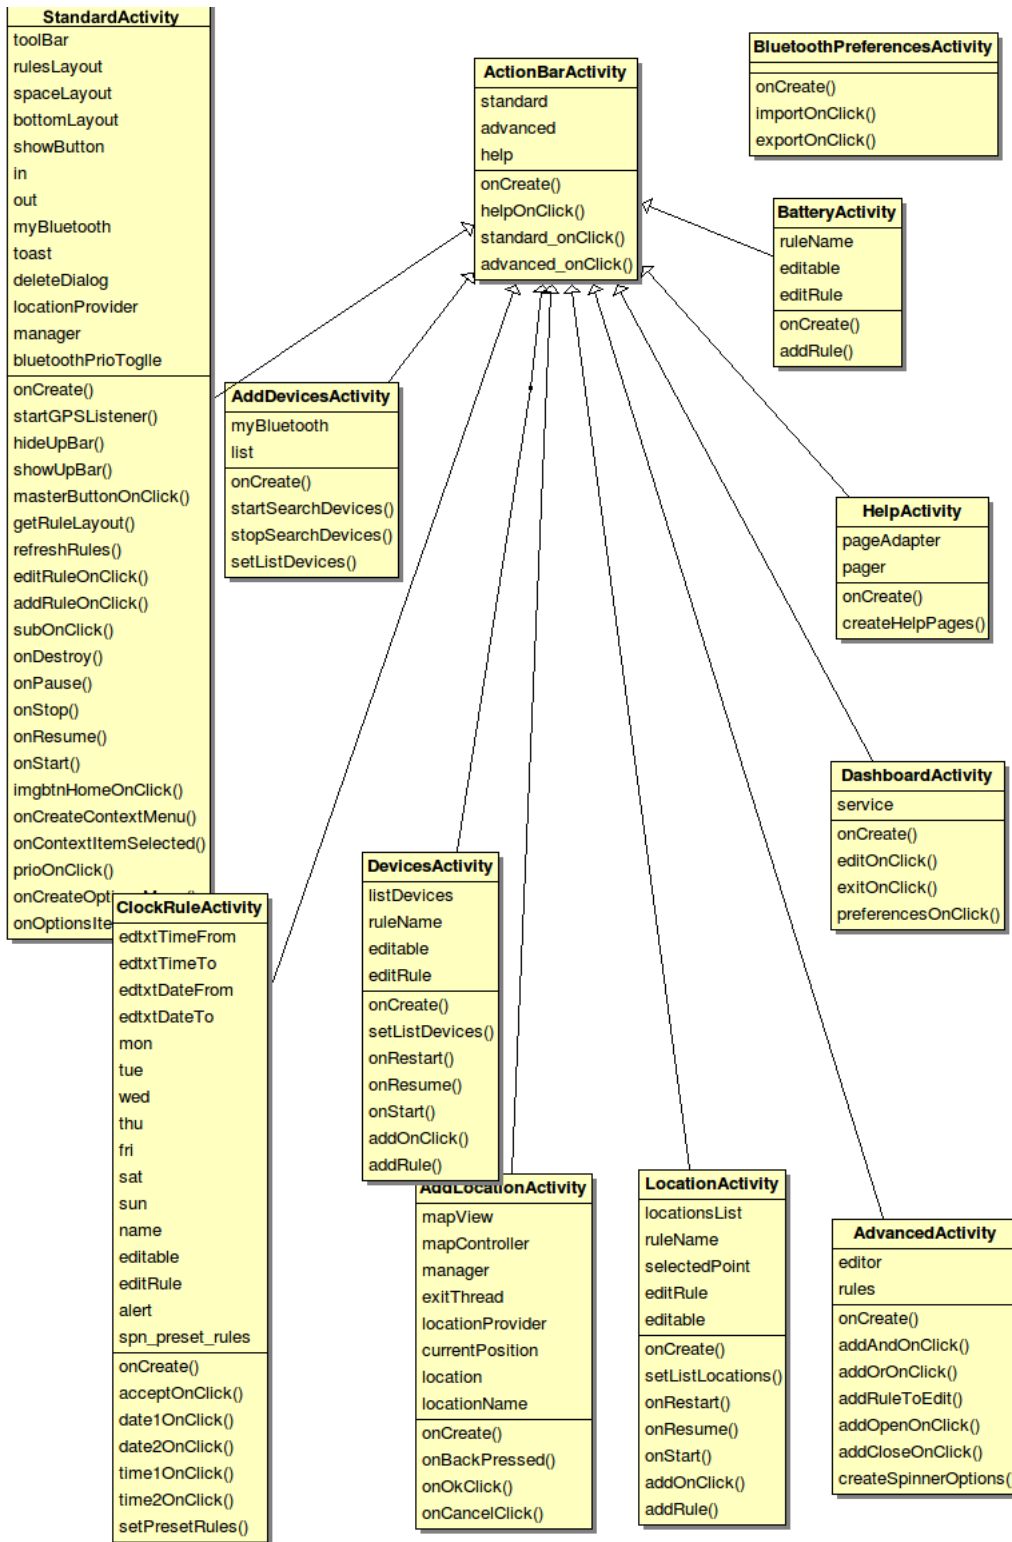 StandardActivity
toolBar
rulesLayout
spaceLayout
bottomLayout
showButton
in
out
myBluetooth
toast
deleteDialog
locationProvider
manager
bluetoothPrioToglle
onCreate()
startGPSListener()
hideUpBar()
showUpBar()
masterButtonOnClick()
getRuleLayout()
refreshRules()
editRuleOnClick()
addRuleOnClick()
subOnClick()
onDestroy()
onPause()
onStop()
onResume()
onStart()
imgbtnHomeOnClick()
onCreateContextMenu()
onContextItemSelected()
prioOnClick()
ActionBarActivity
standard
advanced
help
onCreate()
helpOnClick()
standard_onClick()
advanced_onClick()
BluetoothPreferencesActivity
onCreate()
importOnClick()
exportOnClick()
BatteryActivity
ruleName
editable
editRule
onCreate()
addRule()
AddDevicesActivity
myBluetooth
list
onCreate()
startSearchDevices()
stopSearchDevices()
setListDevices()
HelpActivity
pageAdapter
pager
onCreate()
createHelpPages()
DashboardActivity
service
onCreate()
editOnClick()
exitOnClick()
preferencesOnClick()
DevicesActivity
listDevices
ruleName
editable
editRule
onCreate()
setListDevices()
onRestart()
onResume()
onStart()
addOnClick()
addRule()
ClockRuleActivity
edtxtTimeFrom
edtxtTimeTo
edtxtDateFrom
edtxtDateTo
mon
tue
wed
thu
fri
sat
sun
name
editable
editRule
alert
spn_preset_rules
onCreate()
acceptOnClick()
date1OnClick()
date2OnClick()
time1OnClick()
time2OnClick()
setPresetRules()
AddLocationActivity
mapView
mapController
manager
exitThread
locationProvider
currentPosition
location
locationName
onCreate()
onBackPressed()
onOkClick()
onCancelClick()
LocationActivity
locationsList
ruleName
selectedPoint
editRule
editable
onCreate()
setListLocations()
onRestart()
onResume()
onStart()
addOnClick()
addRule()
AdvancedActivity
editor
rules
onCreate()
addAndOnClick()
addOrOnClick()
addRuleToEdit()
addOpenOnClick()
addCloseOnClick()
createSpinnerOptions()